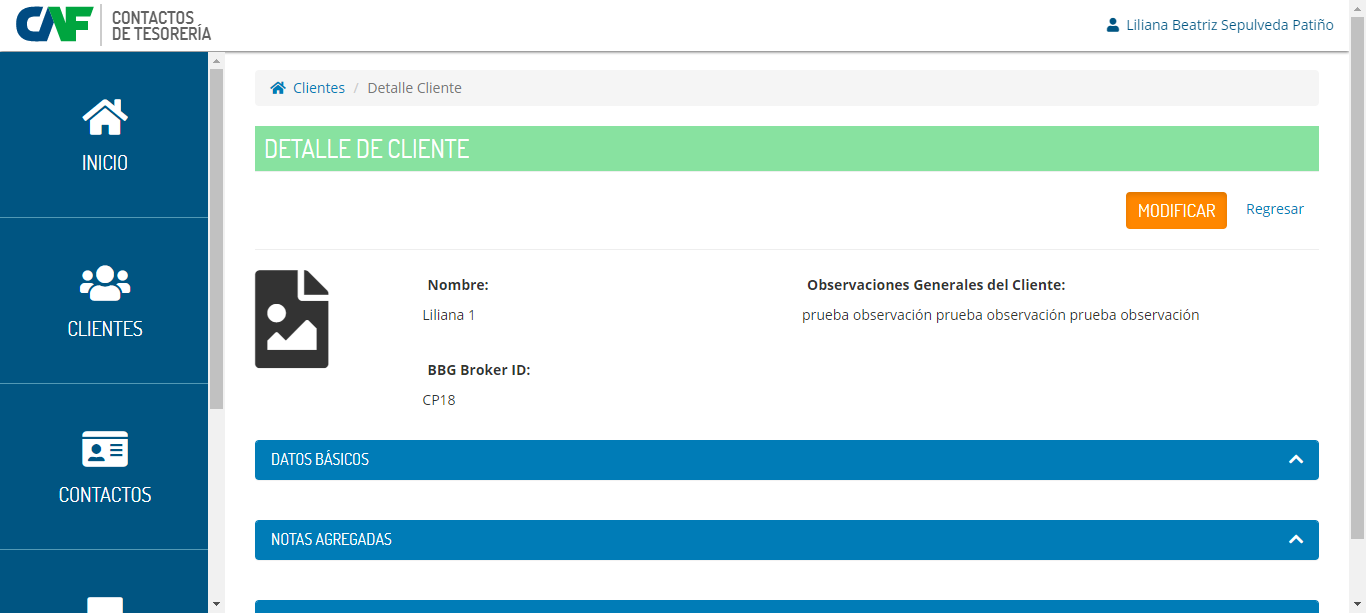 CAF CONTACTOS
DE TESORERÍA
Liliana Beatriz Sepulveda Patiño
INICIO
CLIENTES
CONTACTOS
Clientes / Detalle Cliente
DETALLE DE CLIENTE
MODIFICAR Regresar
Nombre:
Liliana 1
Observaciones Generales del Cliente:
prueba observación prueba observación prueba observación
BBG Broker ID:
CP18
DATOS BÁSICOS
NOTAS AGREGADAS